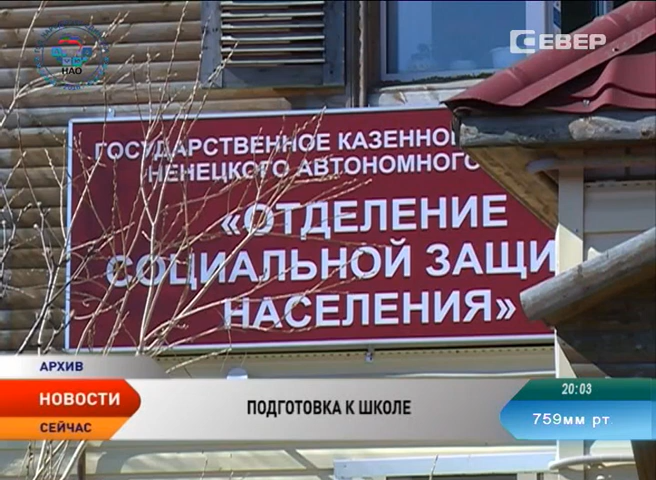 СЕВЕР
НАО
ГОСУДАРСТВЕННОЕ КАЗЕННО
НЕНЕЦКОГО АВТОНОМНОГО
«ОТДЕЛЕНИЕ
СОЦИАЛЬНОЙ ЗАЩИ
НАСЕЛЕНИЯ»
АРХИВ
НОВОСТИ
СЕЙЧАС
ПОДГОТОВКА К ШКОЛЕ
20:03
759мм рт.